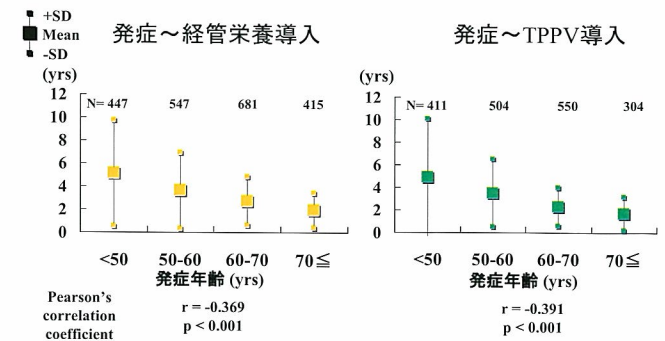 +SD
Mean
-SD
発症～経管栄養導入
(yrs)
12
10
8
6
4
2
0
N= 447 547 681 415
<50 50-60 60-70 70≦
発症年齢 (yrs)
Pearson's
correlation
coefficient
r = -0.369
p < 0.001
発症～TPPV導入
(yrs)
12
10
8
6
4
2
0
N= 411 504 550 304
<50 50-60 60-70 70≦
発症年齢 (yrs)
r = -0.391
p < 0.001